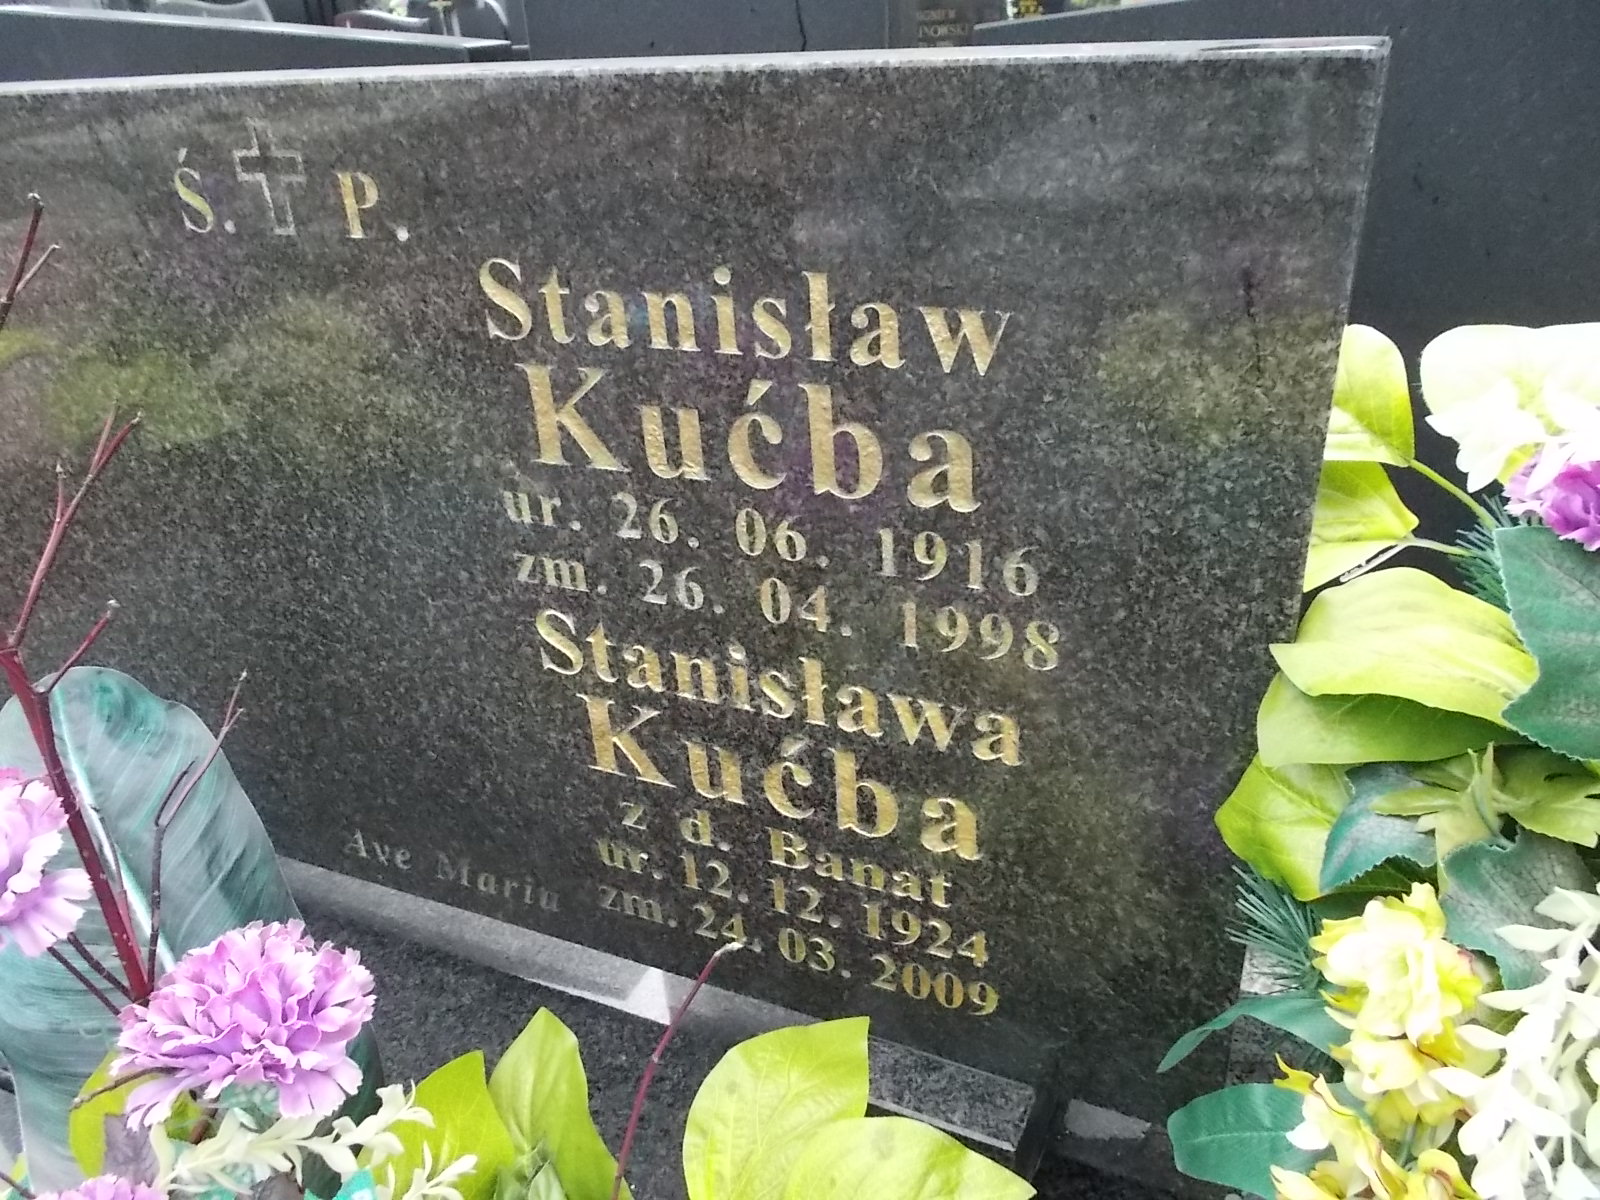 Ś. P.
Stanisław
Kućba
ur. 26. 06. 1916
zm. 26. 04. 1998
Stanisława
Kućba
z d. Banat
ur. 12. 12. 1924
zm. 24. 03. 2009
Ave Maria